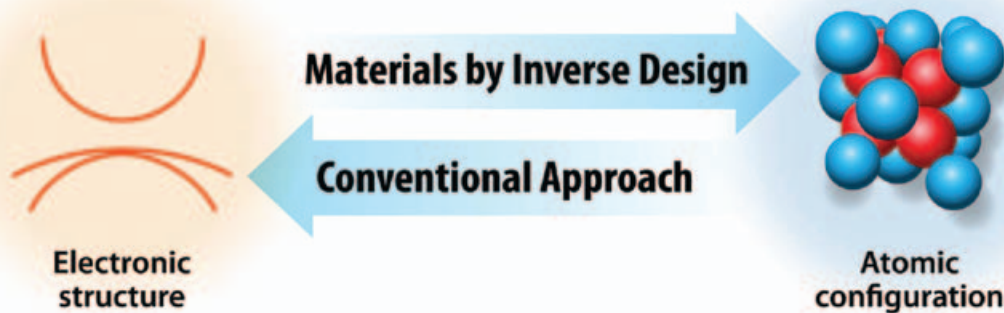 Materials by Inverse Design
Conventional Approach
Electronic
structure
Atomic
configuration